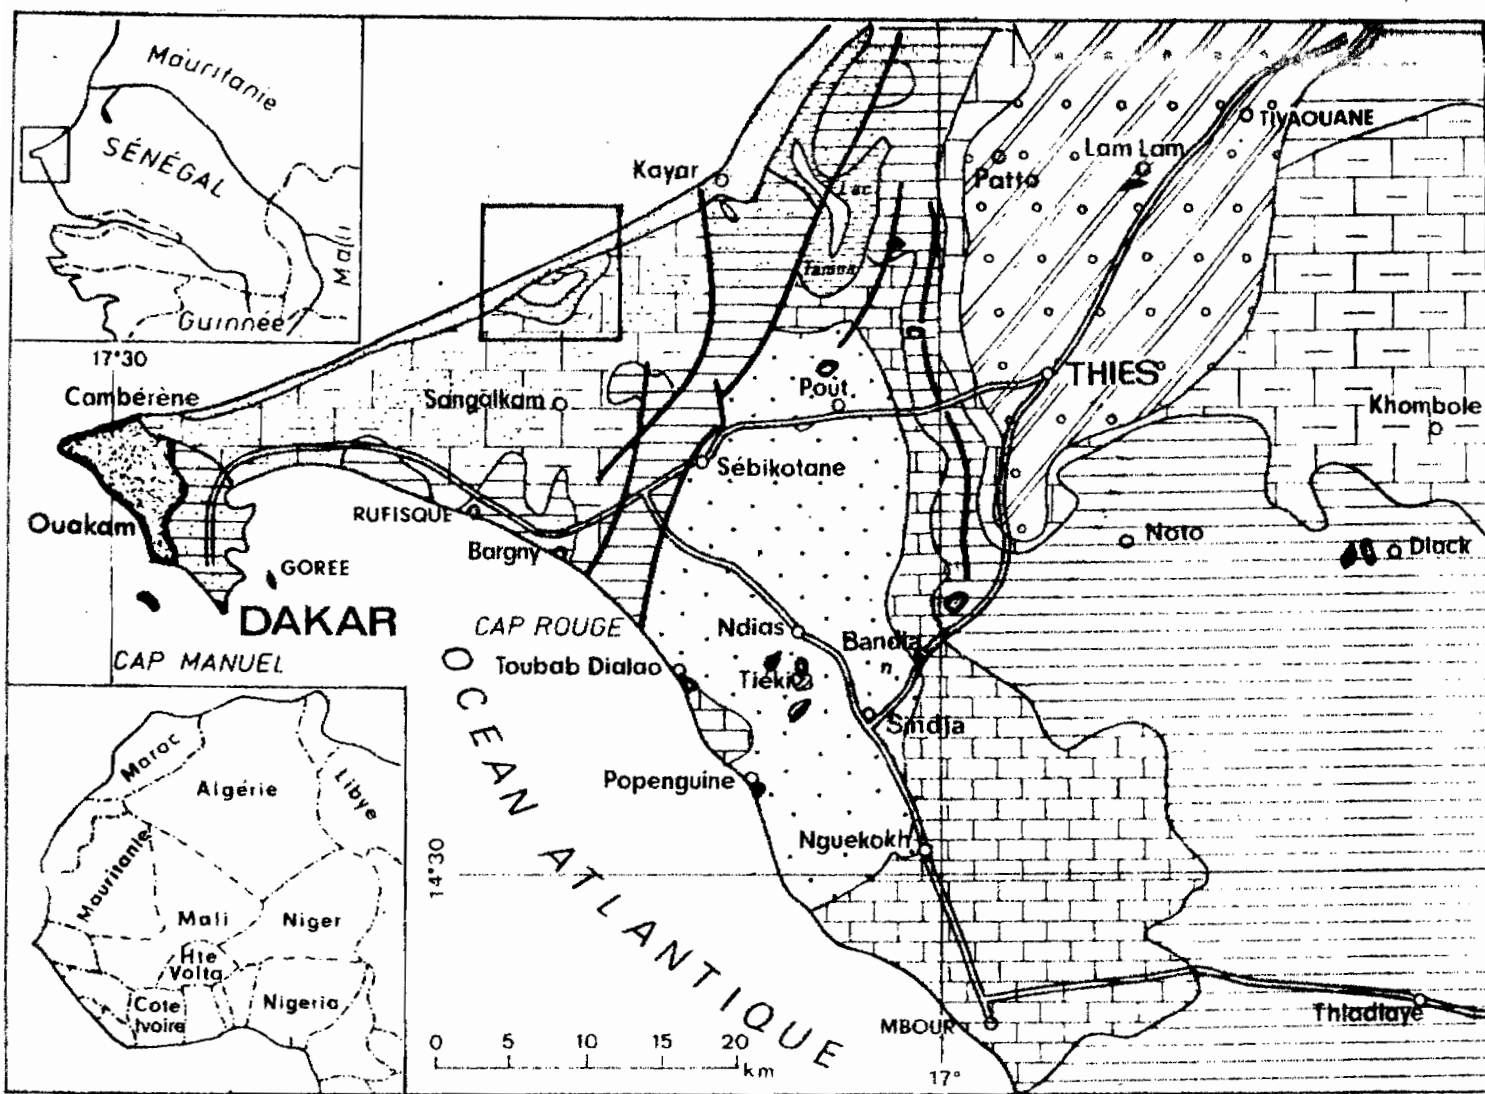 Mauritanie
SÉNÉGAL
Mali
Guinnée
17°30
Kayar
Lac
Tamna
Patto
Lam Lam
TIVAOUANE
Cambérène
Sangalkam
Pout
THIES
Khombole
Sébikotane
Ouakam
RUFISQUE
Bargny
Noto
Diack
GOREE
DAKAR
CAP MANUEL
CAP ROUGE
Ndias
Bandia
n
Toubab Dialao
Tieki
Sindia
Popenguine
Nguekokh
14°30
OCEAN ATLANTIQUE
Maroc
Algérie
Libye
Mauritanie
Mali
Niger
Hte
Volta
Cote
Ivoire
Nigeria
MBOUR
Thiadiaye
0 5 10 15 20
km
17°